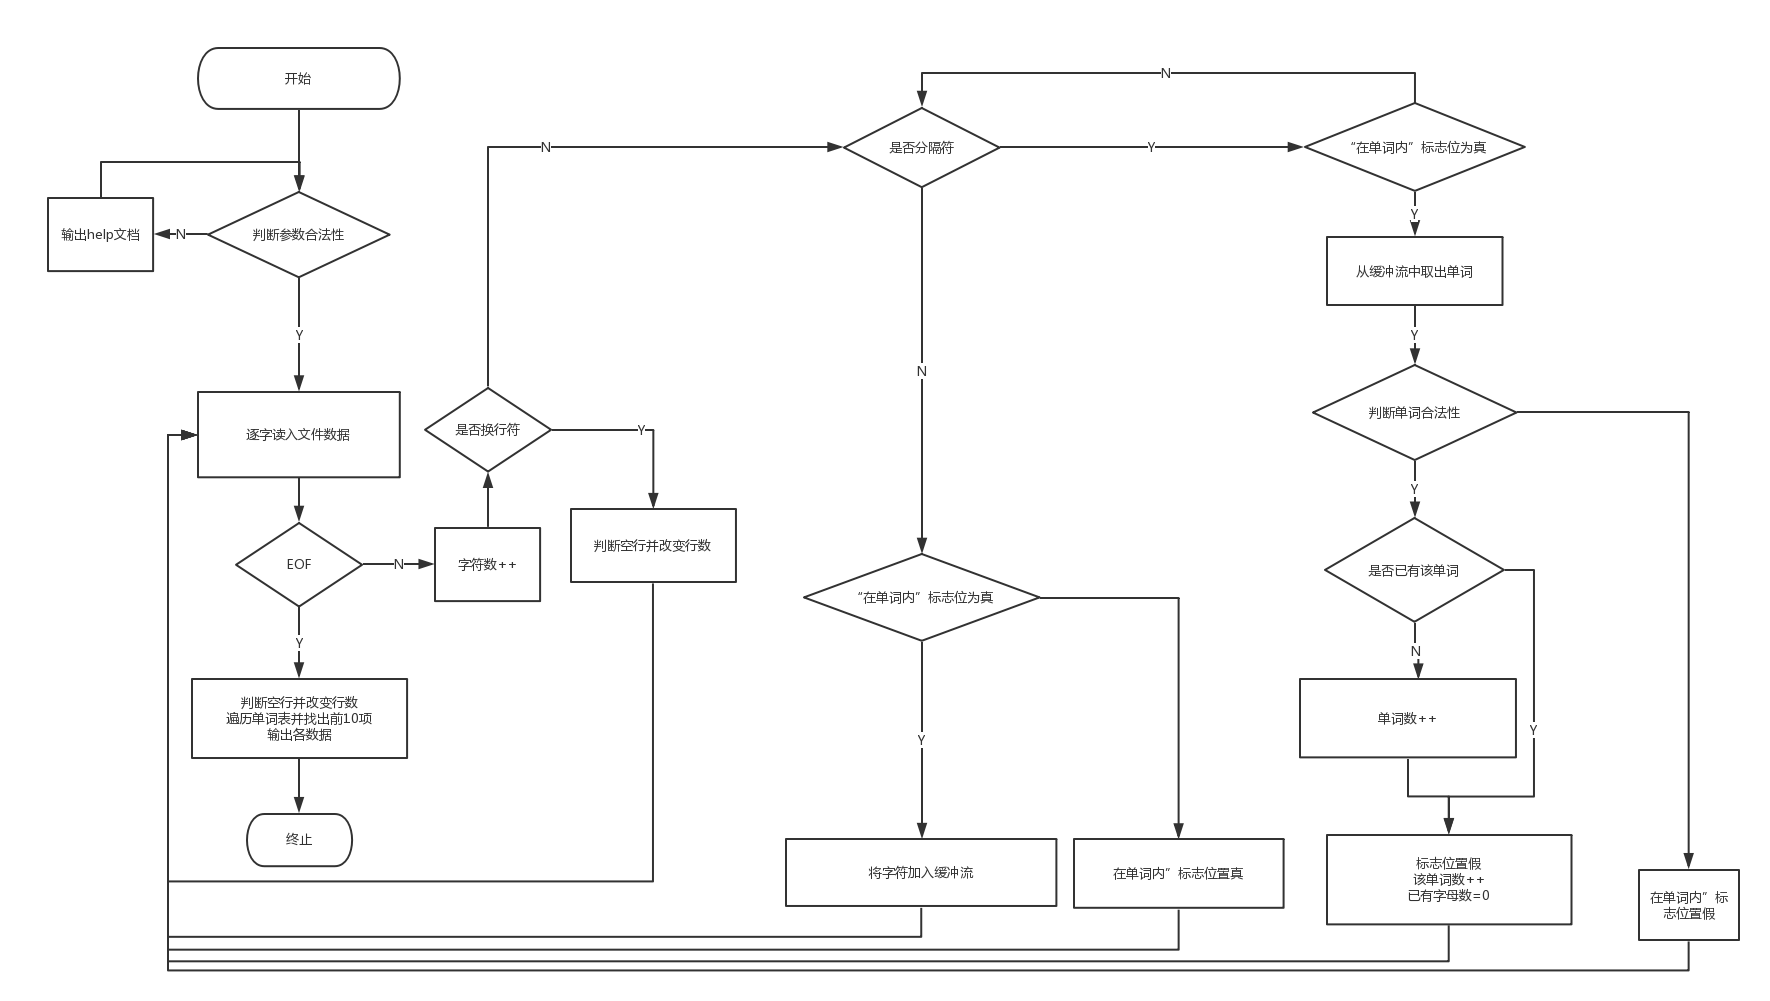 开始
N
是否分隔符
Y
“在单词内”标志位为真
N
输出help文档
N
判断参数合法性
Y
从缓冲流中取出单词
Y
Y
N
逐字读入文件数据
是否换行符
Y
判断单词合法性
Y
EOF
N
字符数++
判断空行并改变行数
“在单词内”标志位为真
是否已有该单词
Y
N
判断空行并改变行数
遍历单词表并找出前10项
输出各数据
Y
单词数++
Y
终止
将字符加入缓冲流
在单词内”标志位置真
标志位置假
该单词数++
已有字母数=0
在单词内”标
志位置假